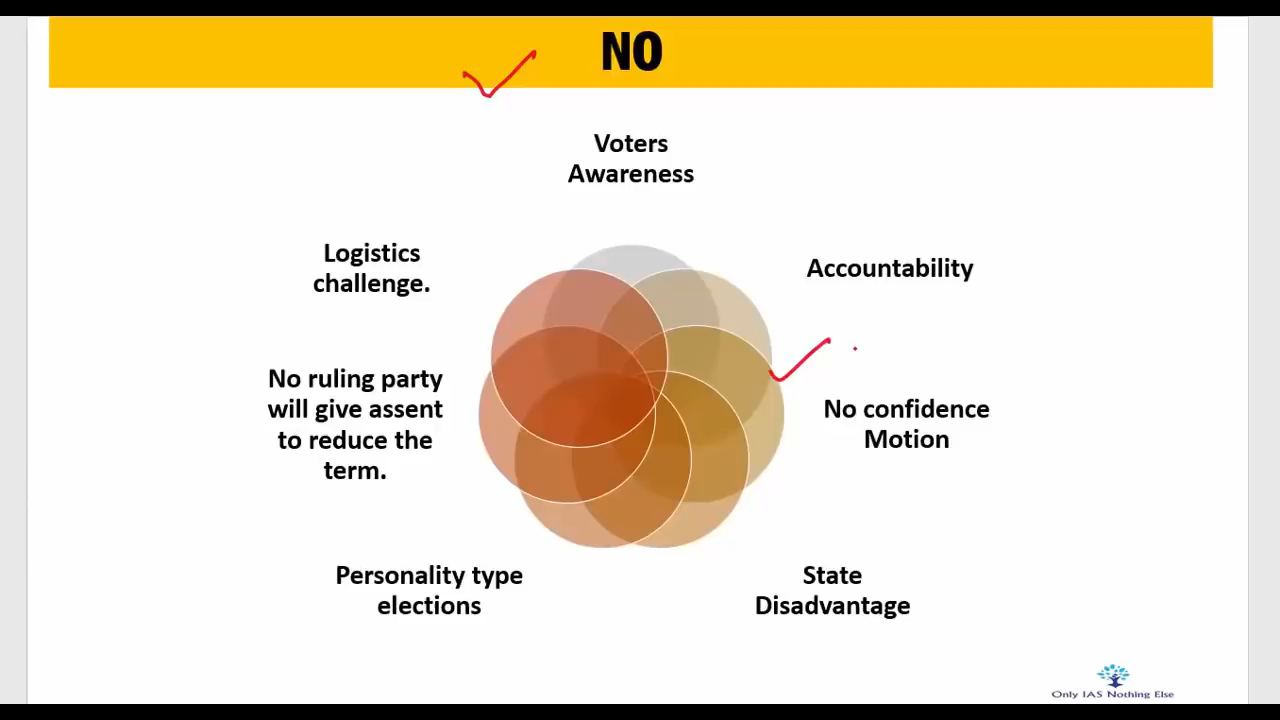 NO
Voters
Awareness
Logistics
challenge.
Accountability
No ruling party
will give assent
to reduce the
term.
No confidence
Motion
Personality type
elections
State
Disadvantage
Only IAS Nothing Else